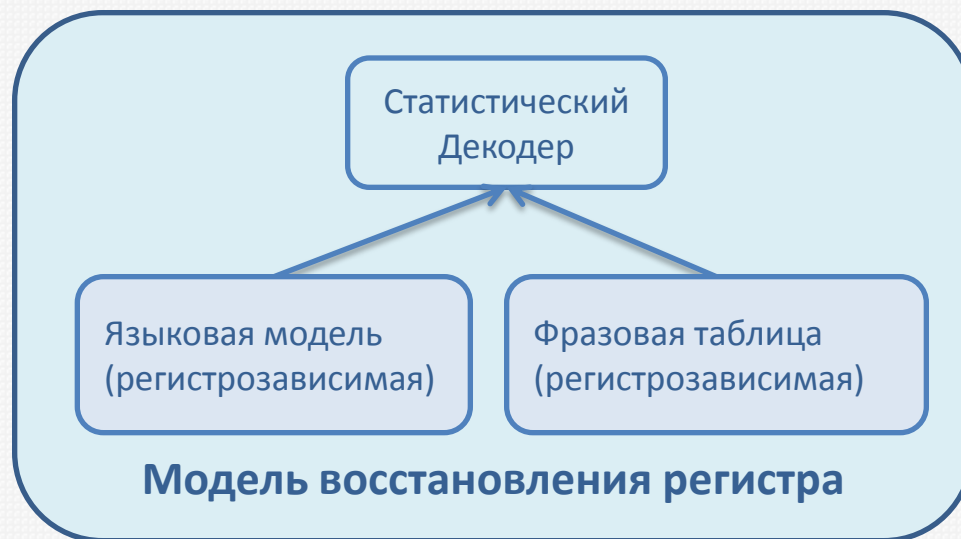 Статистический
Декодер
Языковая модель
(регистрозависимая)
Фразовая таблица
(регистрозависимая)
Модель восстановления регистра